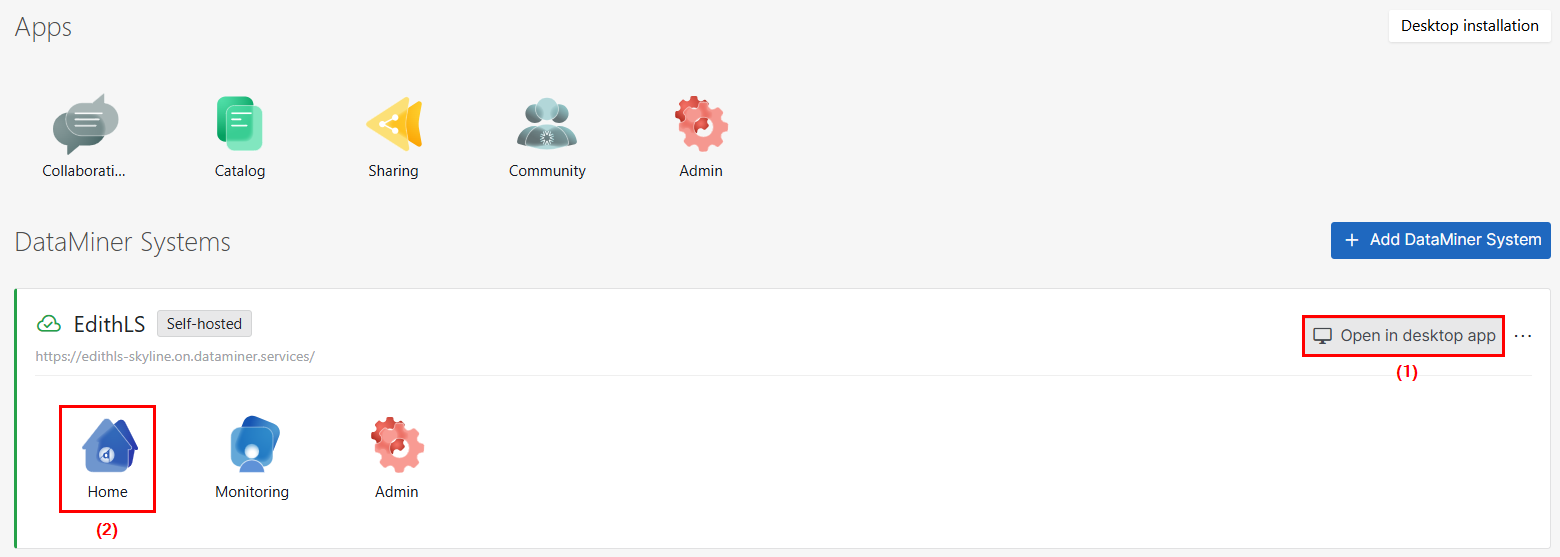 Apps
Desktop installation
Collaborati...
Catalog
Sharing
Community
Admin
DataMiner Systems
+ Add DataMiner System
EdithLS
Self-hosted
https://edithls-skyline.on.dataminer.services/
Open in desktop app
(1)
d
Home
Monitoring
Admin
(2)